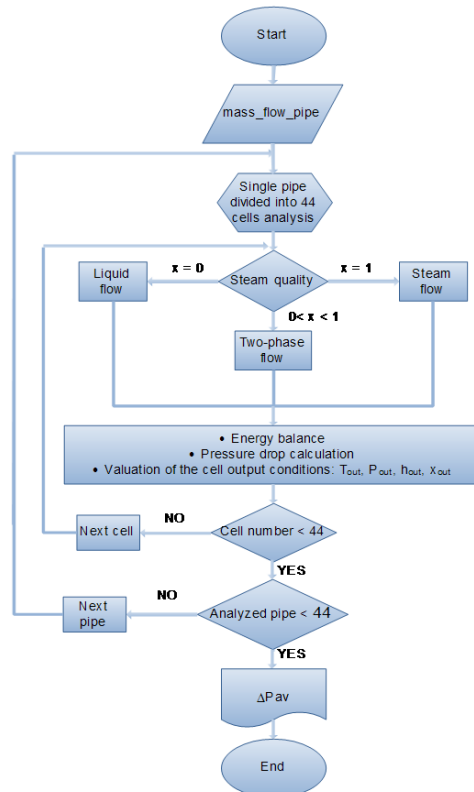 Start
mass_flow_pipe
Single pipe
divided into 44
cells analysis
Liquid
flow
x = 0
Steam quality
x = 1
Steam
flow
0< x < 1
Two-phase
flow
• Energy balance
• Pressure drop calculation
• Valuation of the cell output conditions: Tout, Pout, hout, xout
Next cell
NO
Cell number < 44
YES
Next
pipe
NO
Analyzed pipe < 44
YES
ΔPav
End